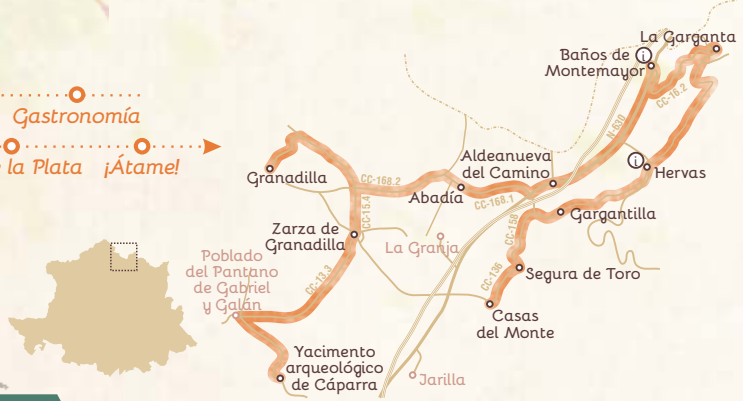 Gastronomía
la Plata ¡Átame!
La Garganta
Baños de
Montemayor
i
CC-16.2
N-630
i
Hervas
Aldeanueva
del Camino
Granadilla
CC-168.2
Abadía
CC-168.1
CC-15.4
CC-158
Gargantilla
Zarza de
Granadilla
La Granja
Poblado
del Pantano
de Gabriel
y Galán
CC-13.3
CC-136
Segura de Toro
Casas
del Monte
Yacimiento
arqueológico
de Cáparra
Jarilla